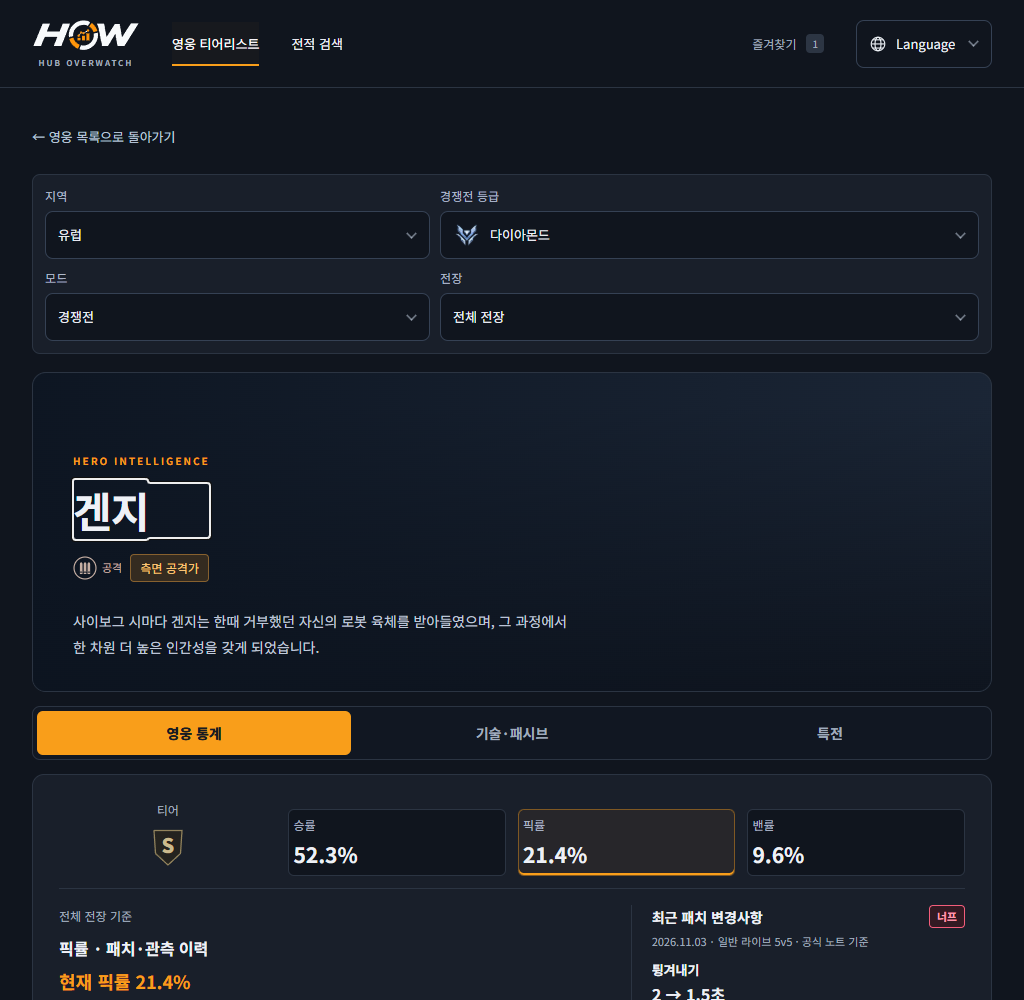 HOW
HUB OVERWATCH
영웅 티어리스트
전적 검색
즐겨찾기 1
Language
← 영웅 목록으로 돌아가기
지역
유럽
경쟁전 등급
다이아몬드
모드
경쟁전
전장
전체 전장
HERO INTELLIGENCE
겐지
공격
측면 공격가
사이보그 시마다 겐지는 한때 거부했던 자신의 로봇 육체를 받아들였으며, 그 과정에서
한 차원 더 높은 인간성을 갖게 되었습니다.
영웅 통계
기술·패시브
특전
티어
S
승률
52.3%
픽률
21.4%
밴률
9.6%
전체 전장 기준
픽률 · 패치·관측 이력
현재 픽률 21.4%
최근 패치 변경사항
너프
2026.11.03 · 일반 라이브 5v5 · 공식 노트 기준
튕겨내기
2 → 1.5초